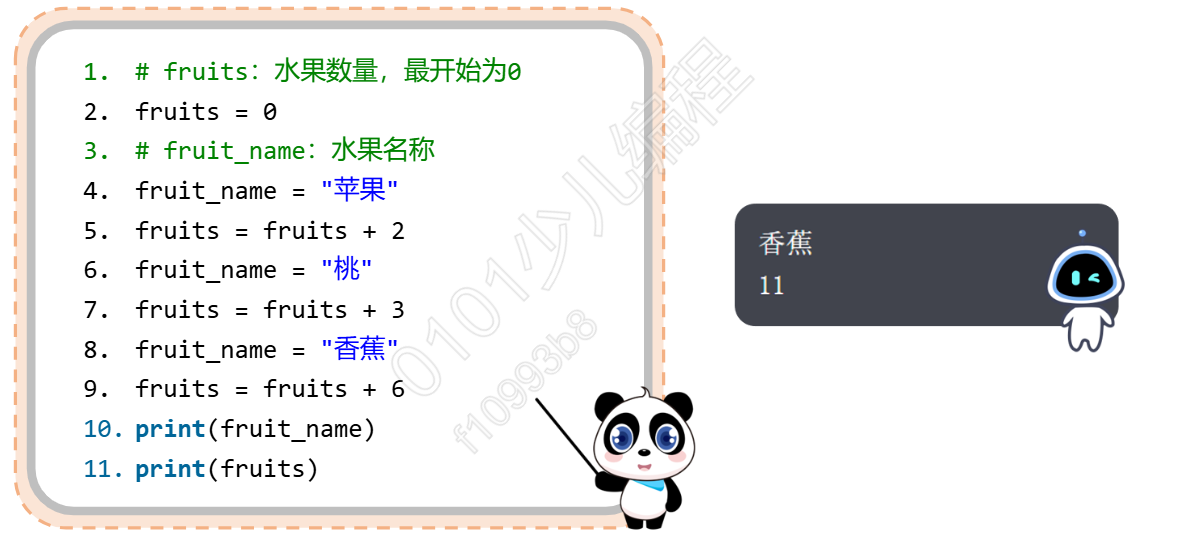 1. # fruits：水果数量，最开始为0
2. fruits = 0
3. # fruit_name：水果名称
4. fruit_name = "苹果"
5. fruits = fruits + 2
6. fruit_name = "桃"
7. fruits = fruits + 3
8. fruit_name = "香蕉"
9. fruits = fruits + 6
10. print(fruit_name)
11. print(fruits)
香蕉
11
0101少儿编程
f10993b8